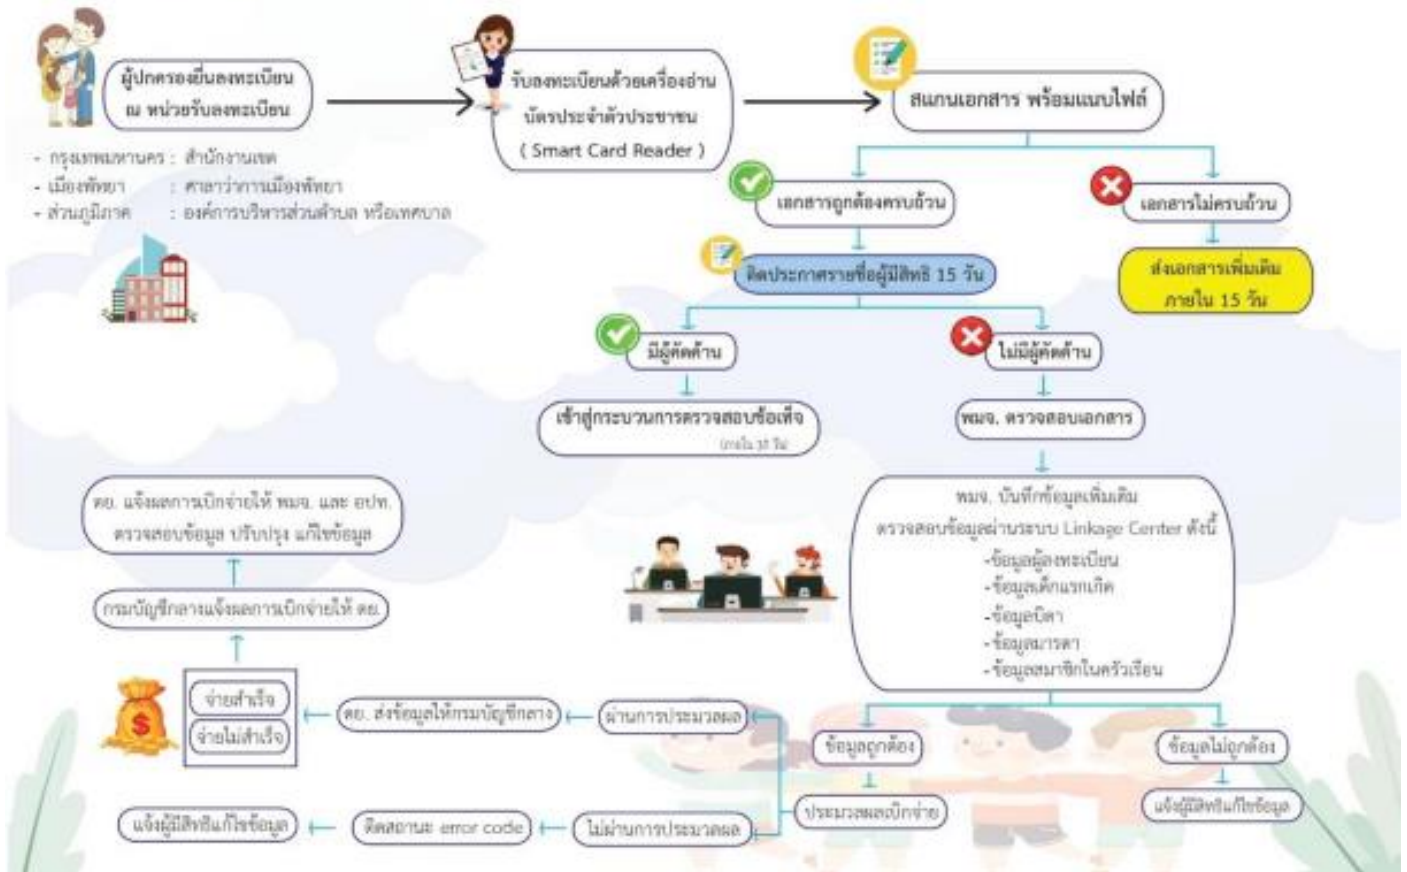 ผู้ปกครองยื่นลงทะเบียน
ณ หน่วยรับลงทะเบียน
- กรุงเทพมหานคร : สำนักงานเขต
- เมืองพัทยา : ศาลาว่าการเมืองพัทยา
- ส่วนภูมิภาค : องค์การบริหารส่วนตำบล หรือเทศบาล
รับลงทะเบียนด้วยเครื่องอ่าน
บัตรประจำตัวประชาชน
( Smart Card Reader )
สแกนเอกสาร พร้อมแนบไฟล์
เอกสารถูกต้องครบถ้วน
เอกสารไม่ครบถ้วน
ติดประกาศรายชื่อผู้มีสิทธิ 15 วัน
ส่งเอกสารเพิ่มเติม
ภายใน 15 วัน
มีผู้คัดค้าน
ไม่มีผู้คัดค้าน
เข้าสู่กระบวนการตรวจสอบข้อเท็จ
พมจ. ตรวจสอบเอกสาร
พมจ. บันทึกข้อมูลเพิ่มเติม
ตรวจสอบข้อมูลผ่านระบบ Linkage Center ดังนี้
-ข้อมูลผู้ลงทะเบียน
-ข้อมูลเด็กแรกเกิด
-ข้อมูลบิดา
-ข้อมูลมารดา
-ข้อมูลสมาชิกในครัวเรือน
ข้อมูลถูกต้อง
ข้อมูลไม่ถูกต้อง
ประมวลผลเบิกจ่าย
แจ้งผู้มีสิทธิแก้ไขข้อมูล
ผ่านการประมวลผล
ดย. ส่งข้อมูลให้กรมบัญชีกลาง
จ่ายสำเร็จ
จ่ายไม่สำเร็จ
กรมบัญชีกลางแจ้งผลการเบิกจ่ายให้ ดย.
ดย. แจ้งผลการเบิกจ่ายให้ พมจ. และ อปท.
ตรวจสอบข้อมูล ปรับปรุง แก้ไขข้อมูล
ไม่ผ่านการประมวลผล
ติดสถานะ error code
แจ้งผู้มีสิทธิแก้ไขข้อมูล